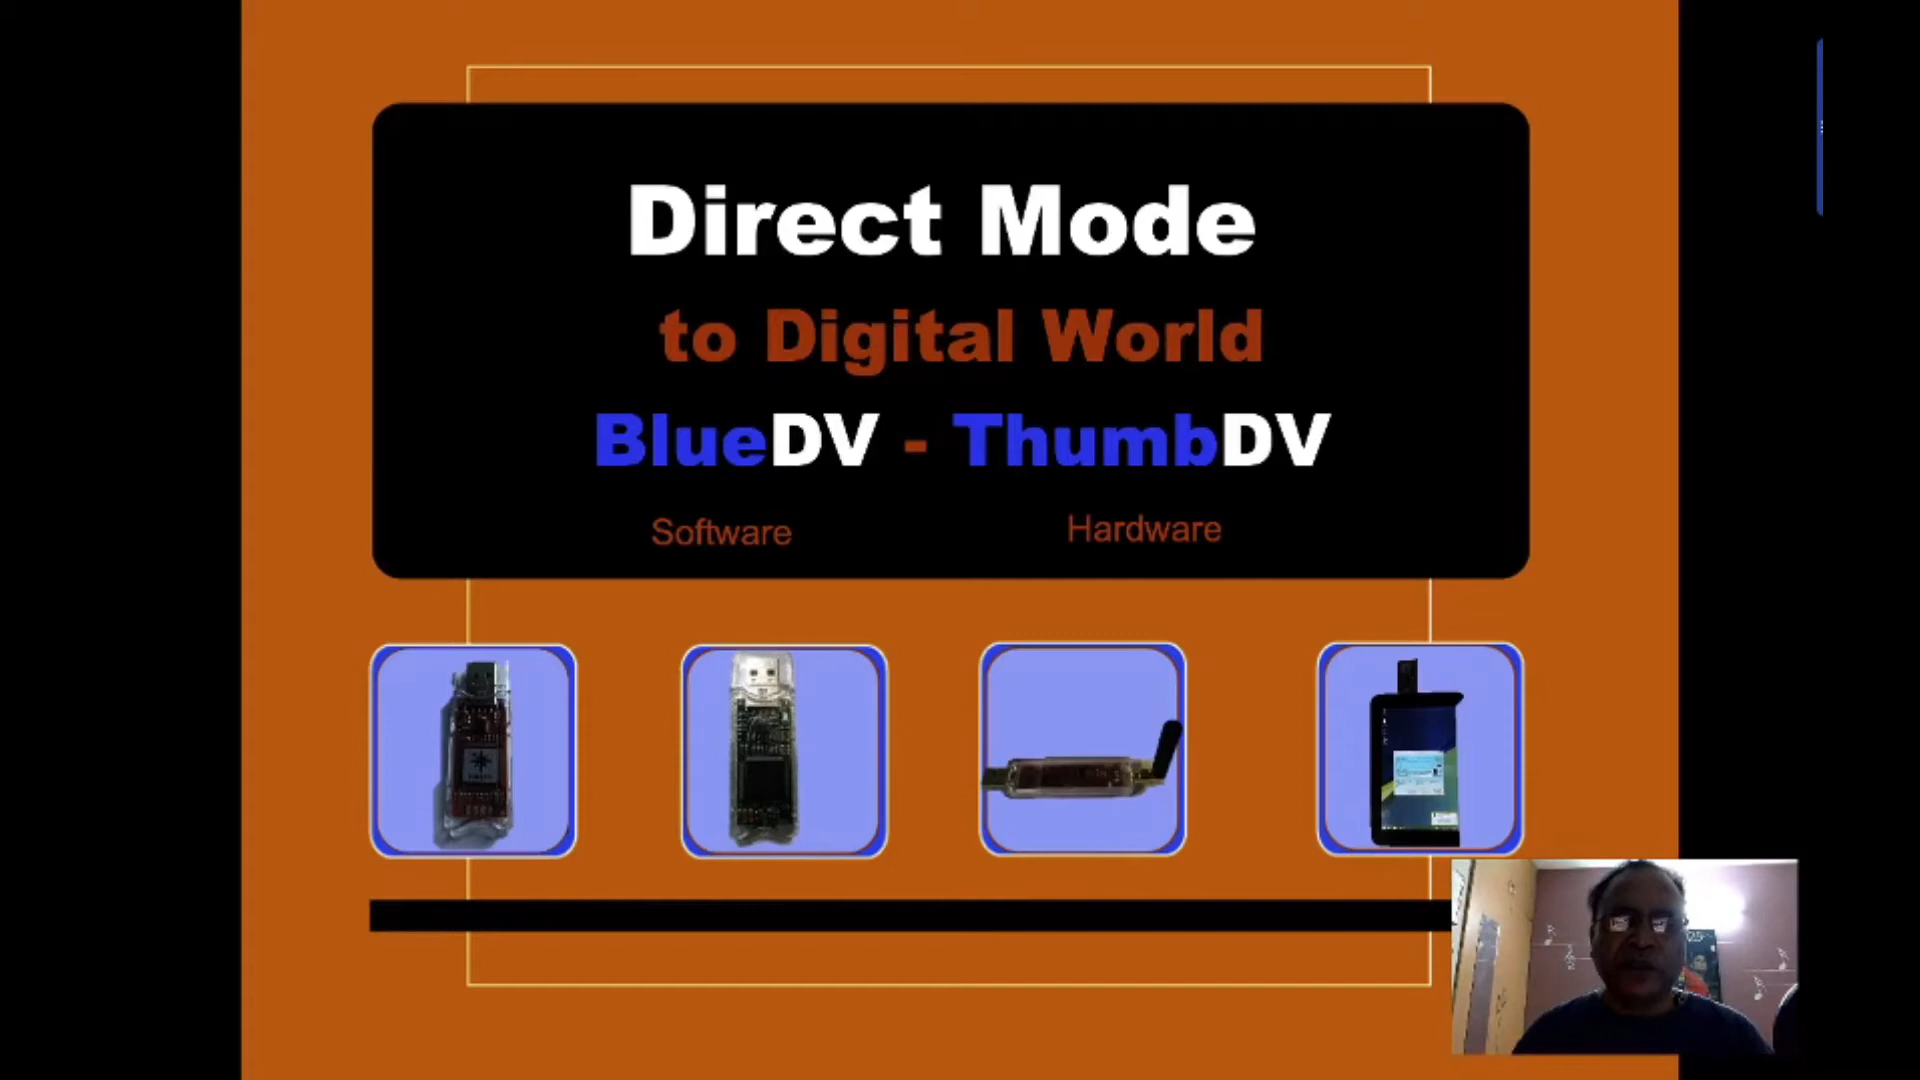 Direct Mode
to Digital World
BlueDV - ThumbDV
Software
Hardware